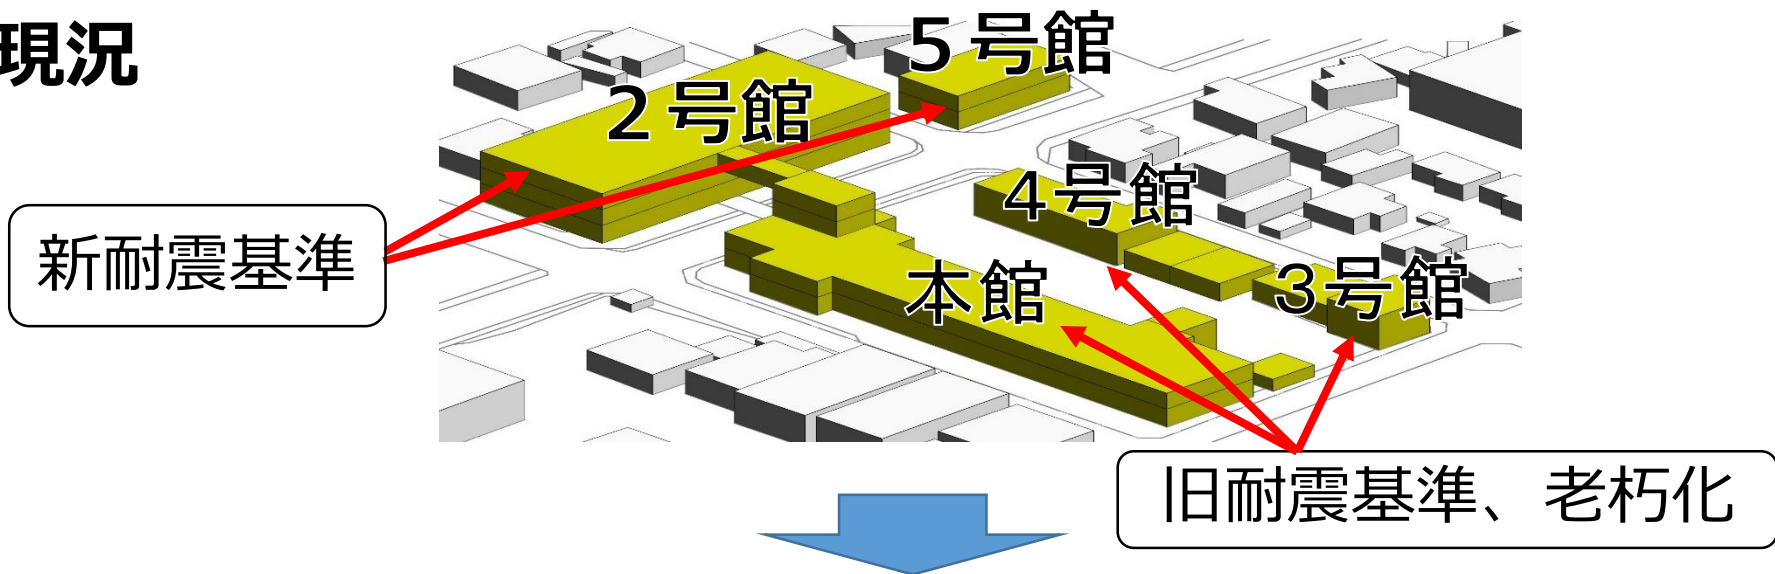 現況
５号館
２号館
４号館
新耐震基準
本館
３号館
旧耐震基準、老朽化